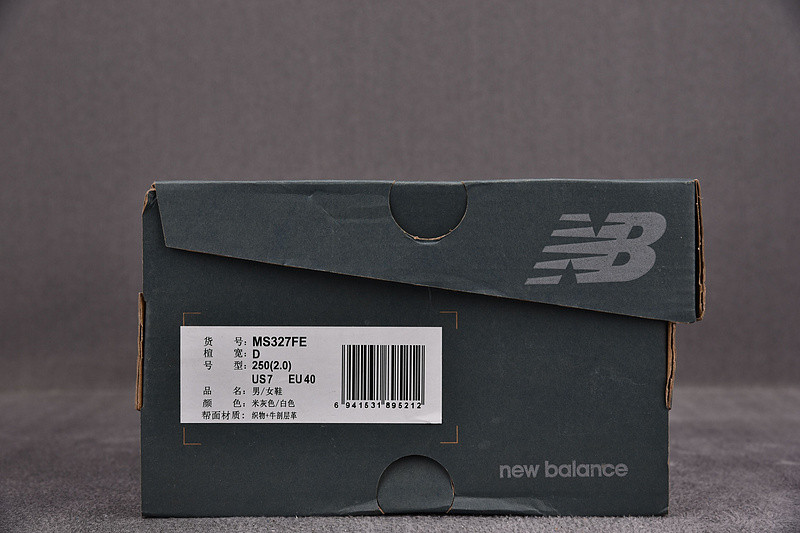 NB
货 号: MS327FE
楦 宽: D
号 型: 250(2.0)
US7 EU40
品 名: 男/女鞋
颜 色: 米灰色/白色
帮面材质: 织物+牛剖层革
6 941531 895212
new balance